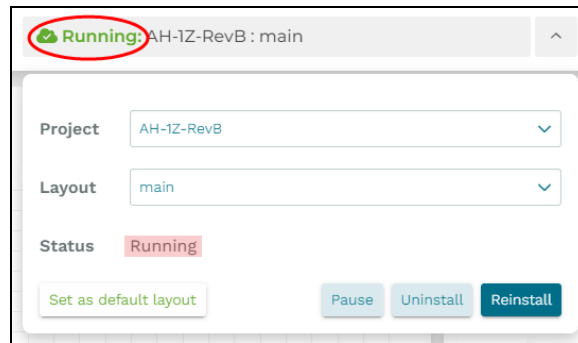 Running: AH-1Z-RevB : main
Project AH-1Z-RevB
Layout main
Status Running
Set as default layout Pause Uninstall Reinstall